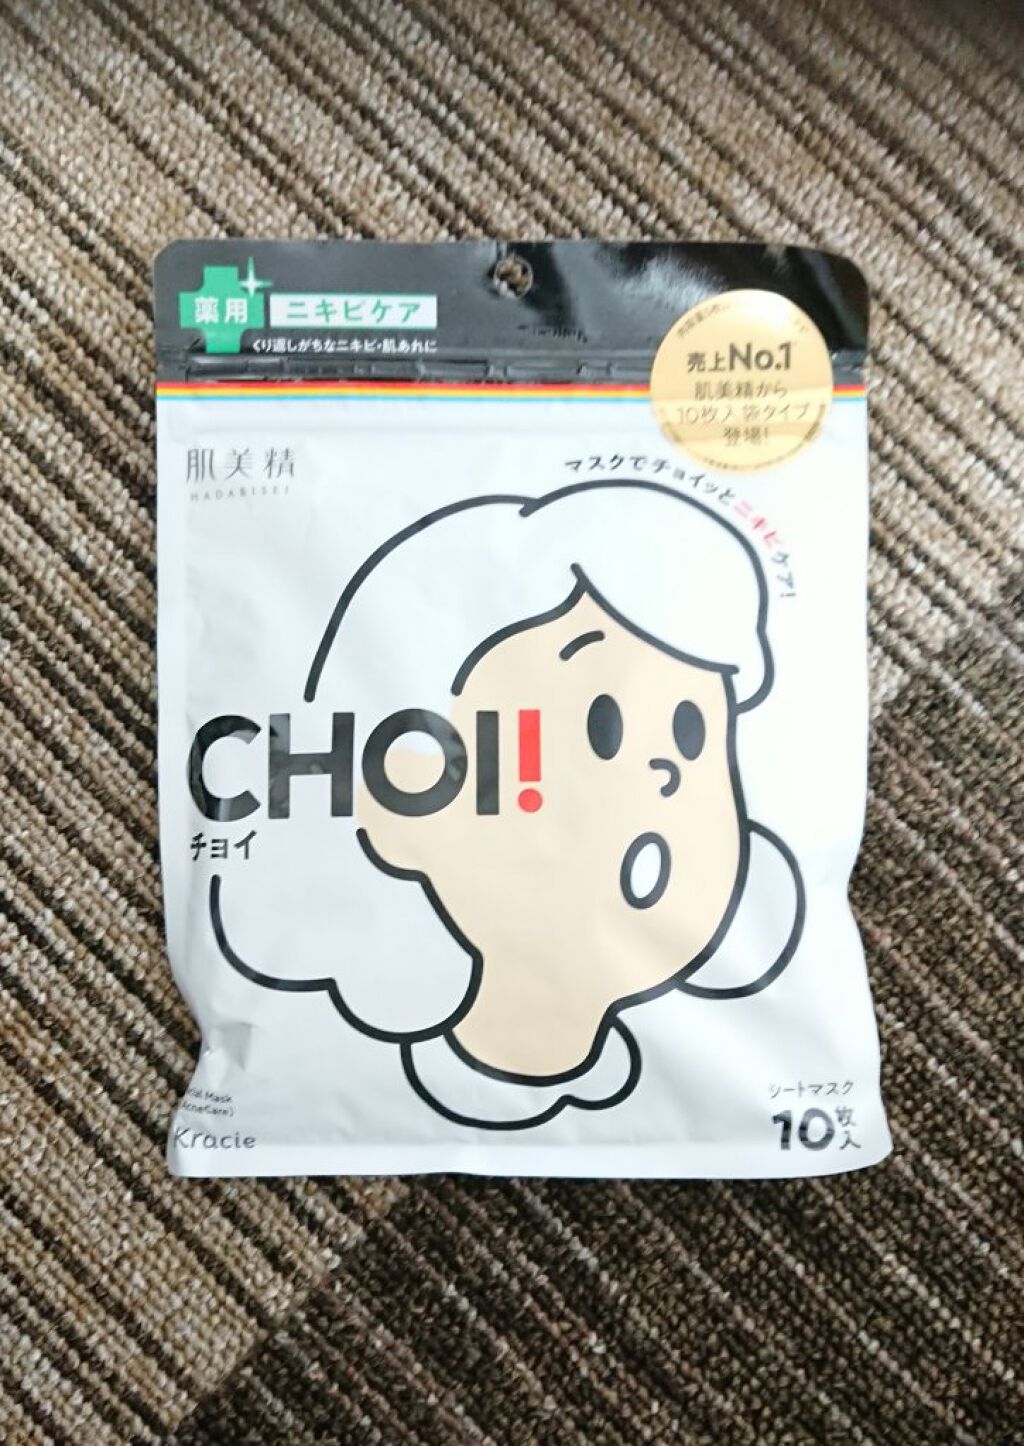 薬用
ニキビケア
くり返しがちなニキビ・肌あれに
売上No.1
肌美精から
10枚入袋タイプ
登場!
肌美精
HADABISEI
マスクでチョイッとニキビケア!
CHOI!
チョイ
Mask
Kracie
シートマスク
10枚入